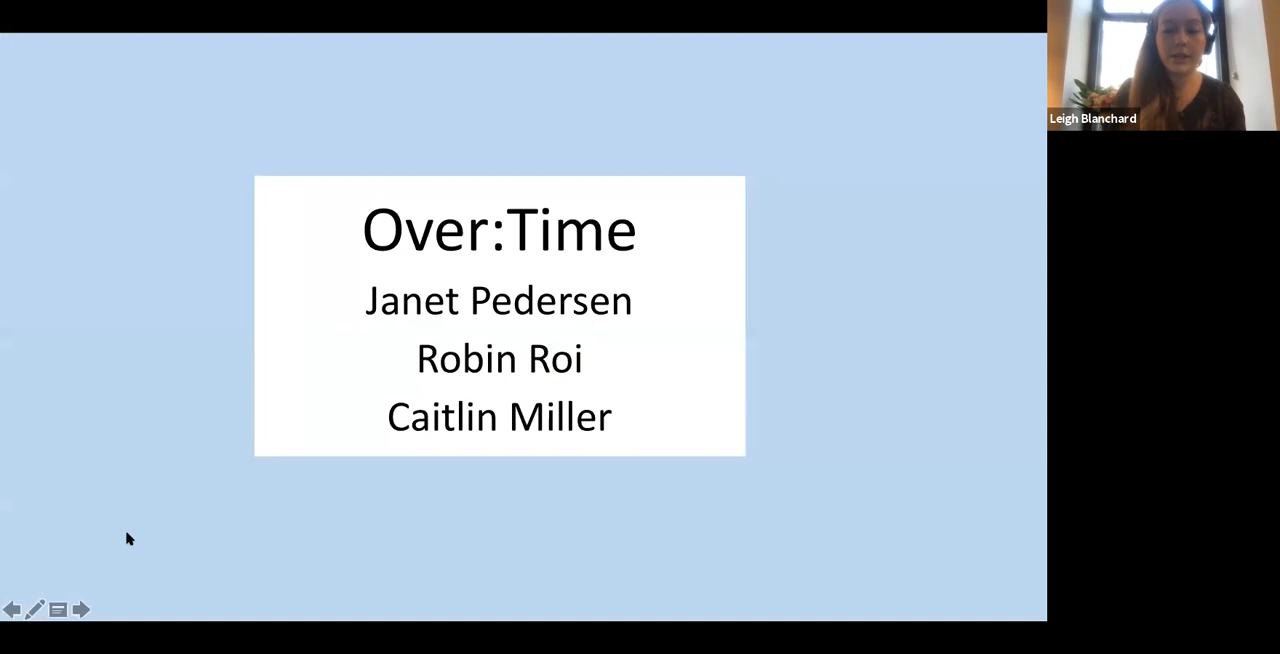 Over:Time
Janet Pedersen
Robin Roi
Caitlin Miller
Leigh Blanchard